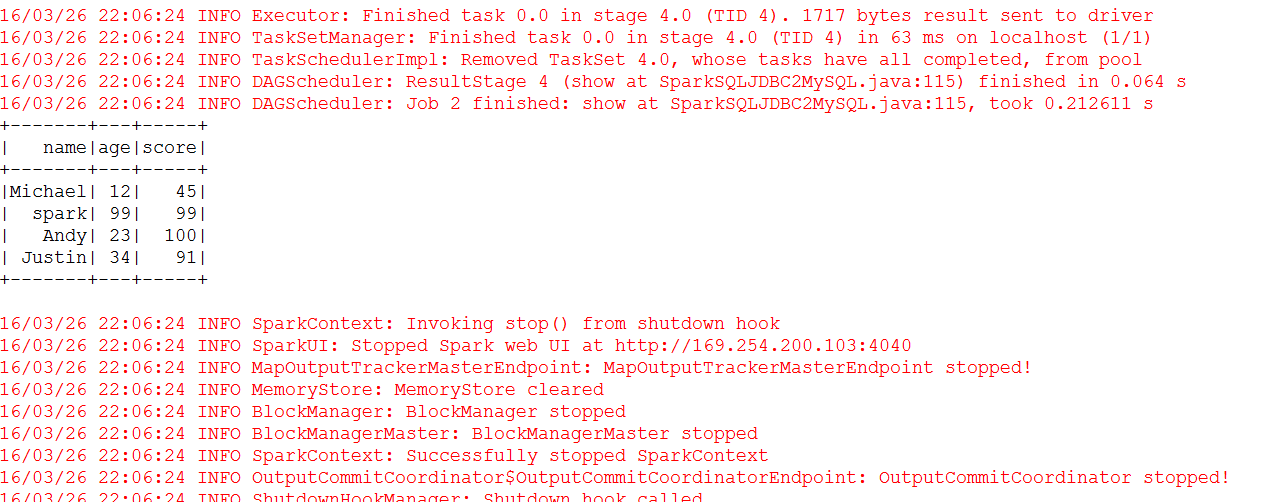 16/03/26 22:06:24 INFO Executor: Finished task 0.0 in stage 4.0 (TID 4). 1717 bytes result sent to driver
16/03/26 22:06:24 INFO TaskSetManager: Finished task 0.0 in stage 4.0 (TID 4) in 63 ms on localhost (1/1)
16/03/26 22:06:24 INFO TaskSchedulerImpl: Removed TaskSet 4.0, whose tasks have all completed, from pool
16/03/26 22:06:24 INFO DAGScheduler: ResultStage 4 (show at SparkSQLJDBC2MySQL.java:115) finished in 0.064 s
16/03/26 22:06:24 INFO DAGScheduler: Job 2 finished: show at SparkSQLJDBC2MySQL.java:115, took 0.212611 s
+-------+---+-----+
|   name|age|score|
+-------+---+-----+
|Michael| 12|   45|
|  spark| 99|   99|
|   Andy| 23|  100|
| Justin| 34|   91|
+-------+---+-----+
16/03/26 22:06:24 INFO SparkContext: Invoking stop() from shutdown hook
16/03/26 22:06:24 INFO SparkUI: Stopped Spark web UI at http://169.254.200.103:4040
16/03/26 22:06:24 INFO MapOutputTrackerMasterEndpoint: MapOutputTrackerMasterEndpoint stopped!
16/03/26 22:06:24 INFO MemoryStore: MemoryStore cleared
16/03/26 22:06:24 INFO BlockManager: BlockManager stopped
16/03/26 22:06:24 INFO BlockManagerMaster: BlockManagerMaster stopped
16/03/26 22:06:24 INFO SparkContext: Successfully stopped SparkContext
16/03/26 22:06:24 INFO OutputCommitCoordinator$OutputCommitCoordinatorEndpoint: OutputCommitCoordinator stopped!
16/03/26 22:06:24 INFO ShutdownHookManager: Shutdown hook called